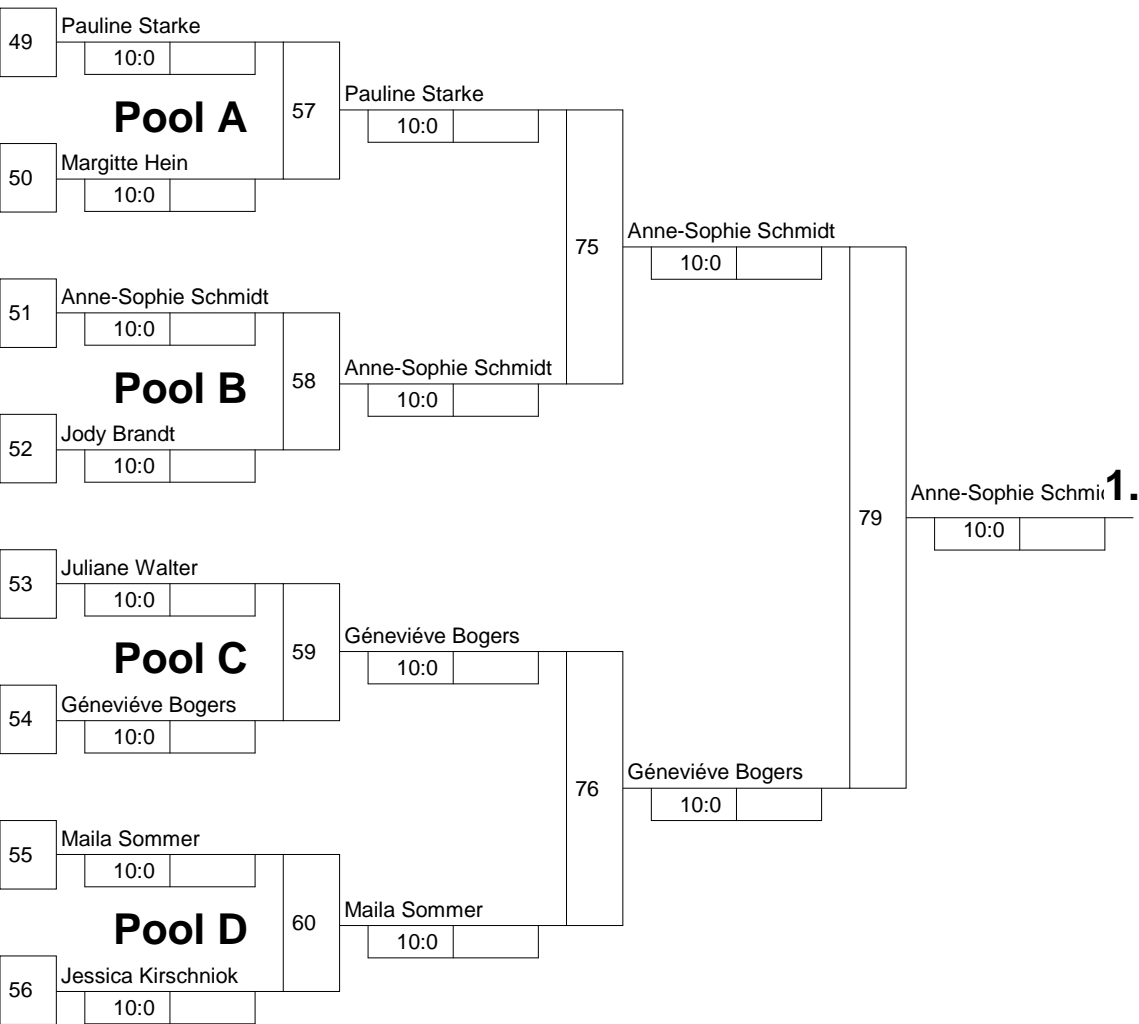 Pauline Starke
49
10:0
Pool A
57
Pauline Starke
10:0
Margitte Hein
50
10:0
75
Anne-Sophie Schmidt
10:0
Anne-Sophie Schmidt
51
10:0
Pool B
58
Anne-Sophie Schmidt
10:0
Jody Brandt
52
10:0
79
Anne-Sophie Schmi 1.
10:0
Juliane Walter
53
10:0
Pool C
59
Géneviéve Bogers
10:0
Géneviéve Bogers
54
10:0
76
Géneviéve Bogers
10:0
Maila Sommer
55
10:0
Pool D
60
Maila Sommer
10:0
Jessica Kirschniok
56
10:0